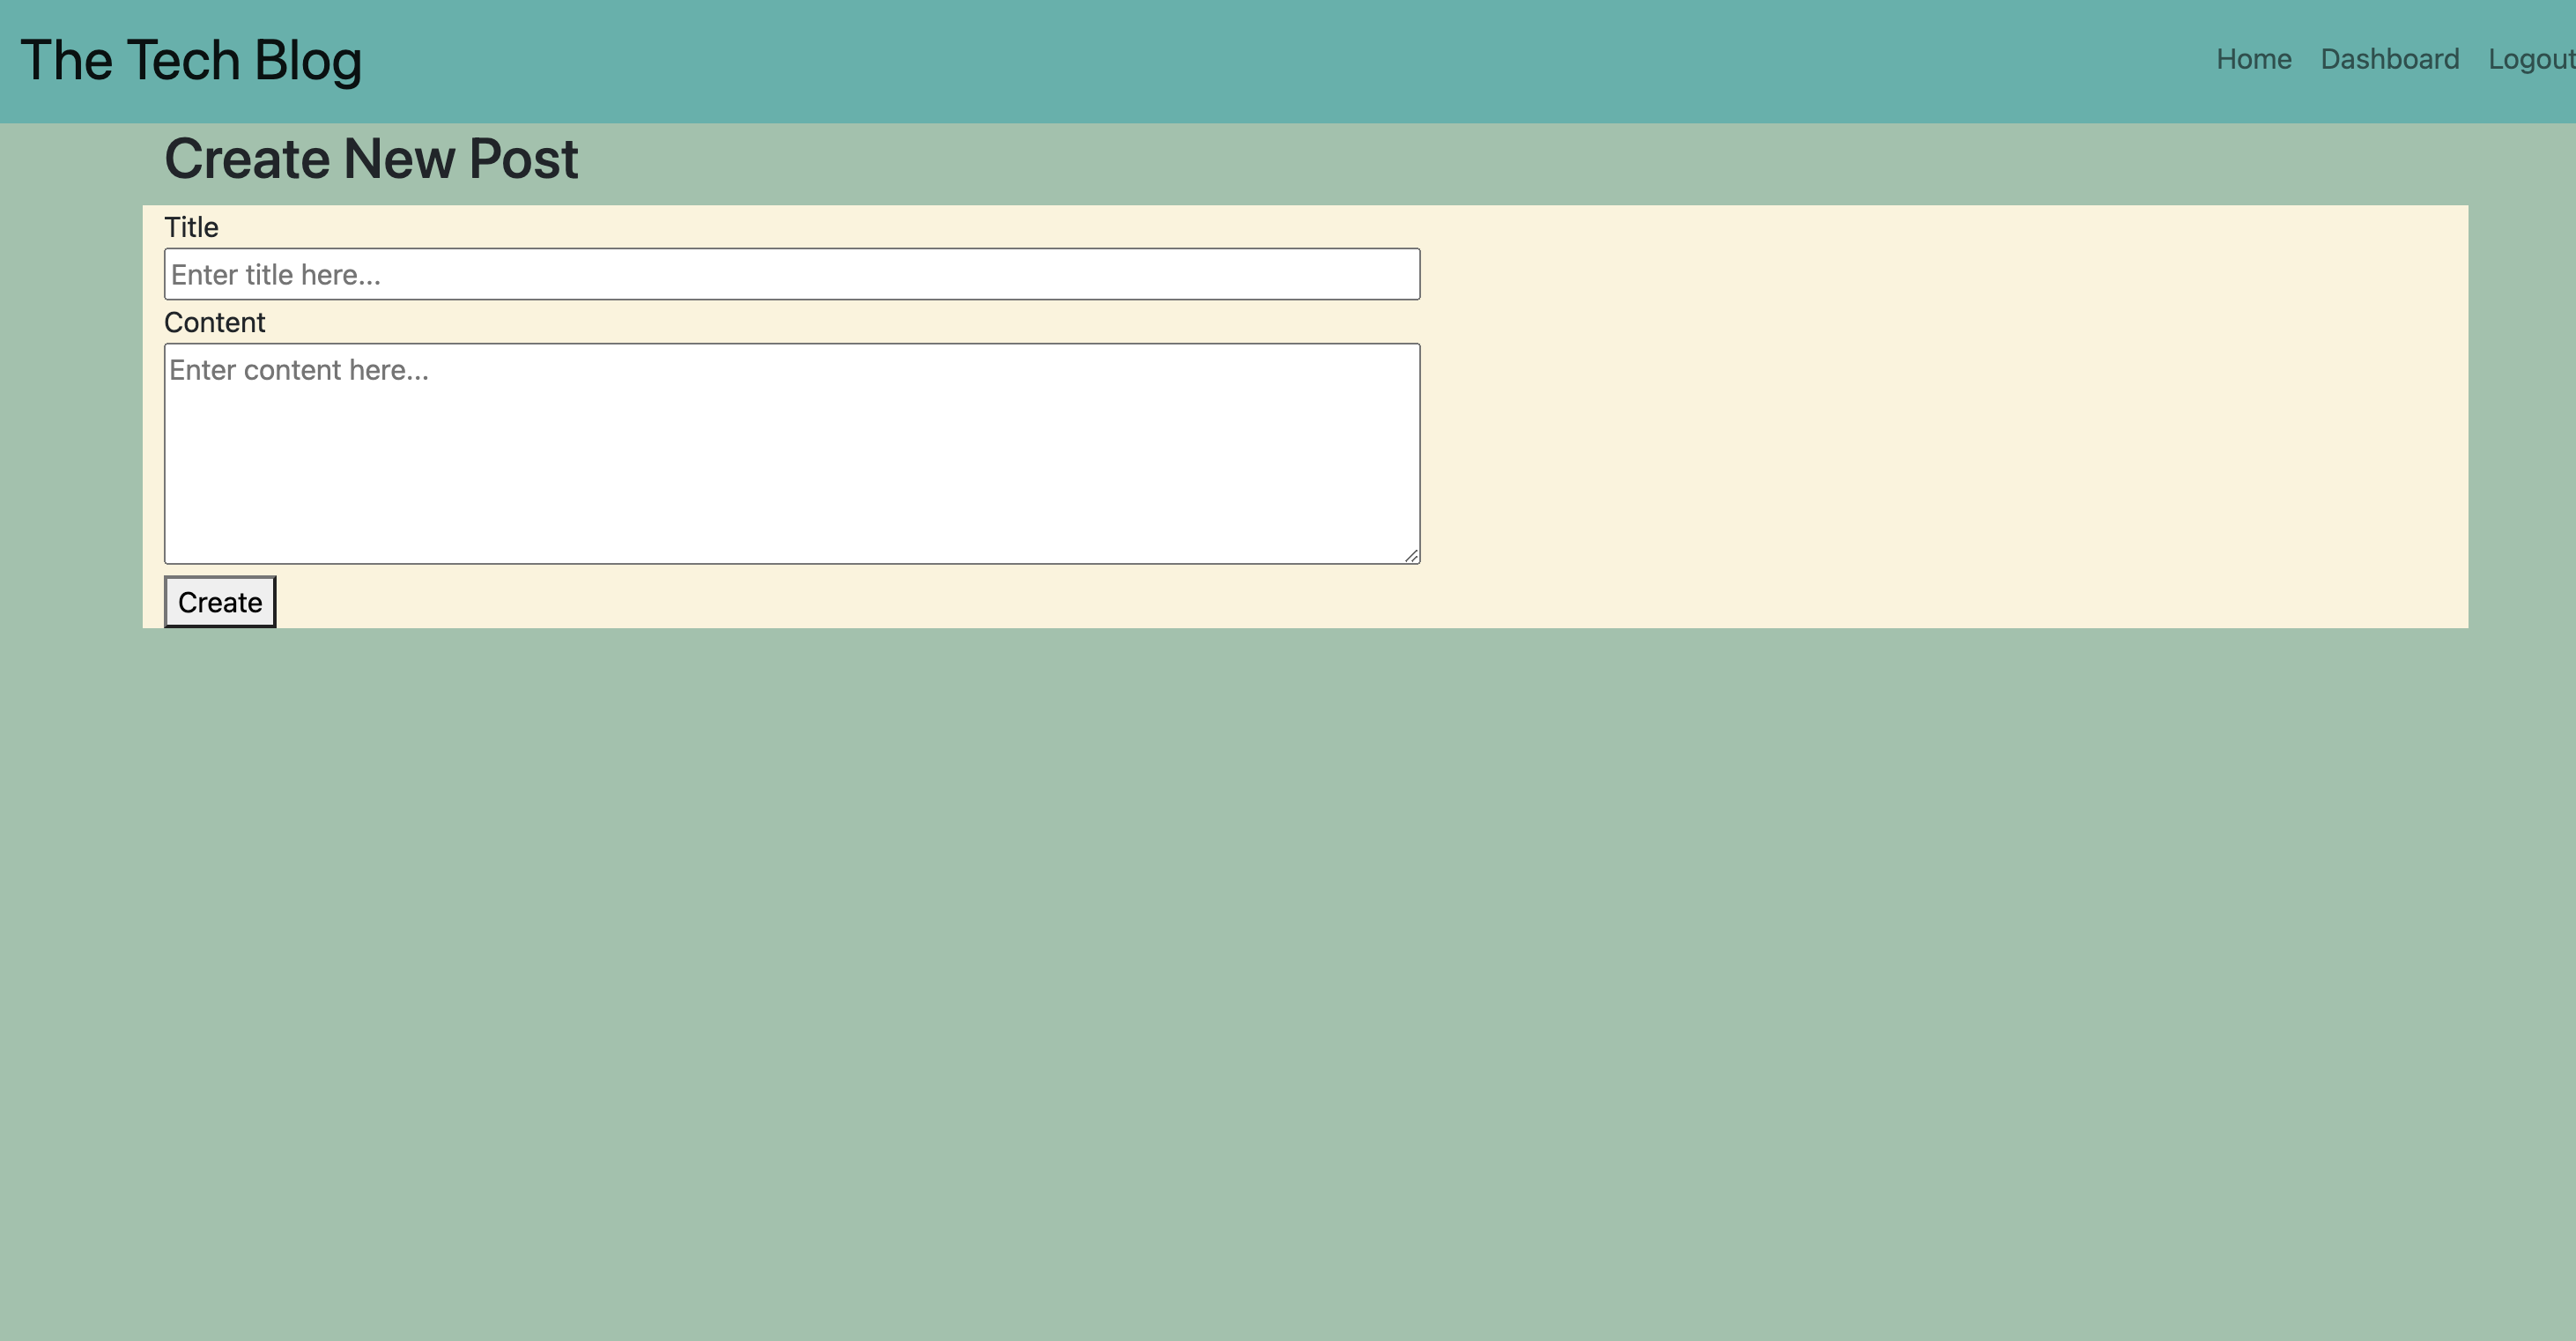 The Tech Blog
Home Dashboard Logout
Create New Post
Title
Enter title here...
Content
Enter content here...
Create